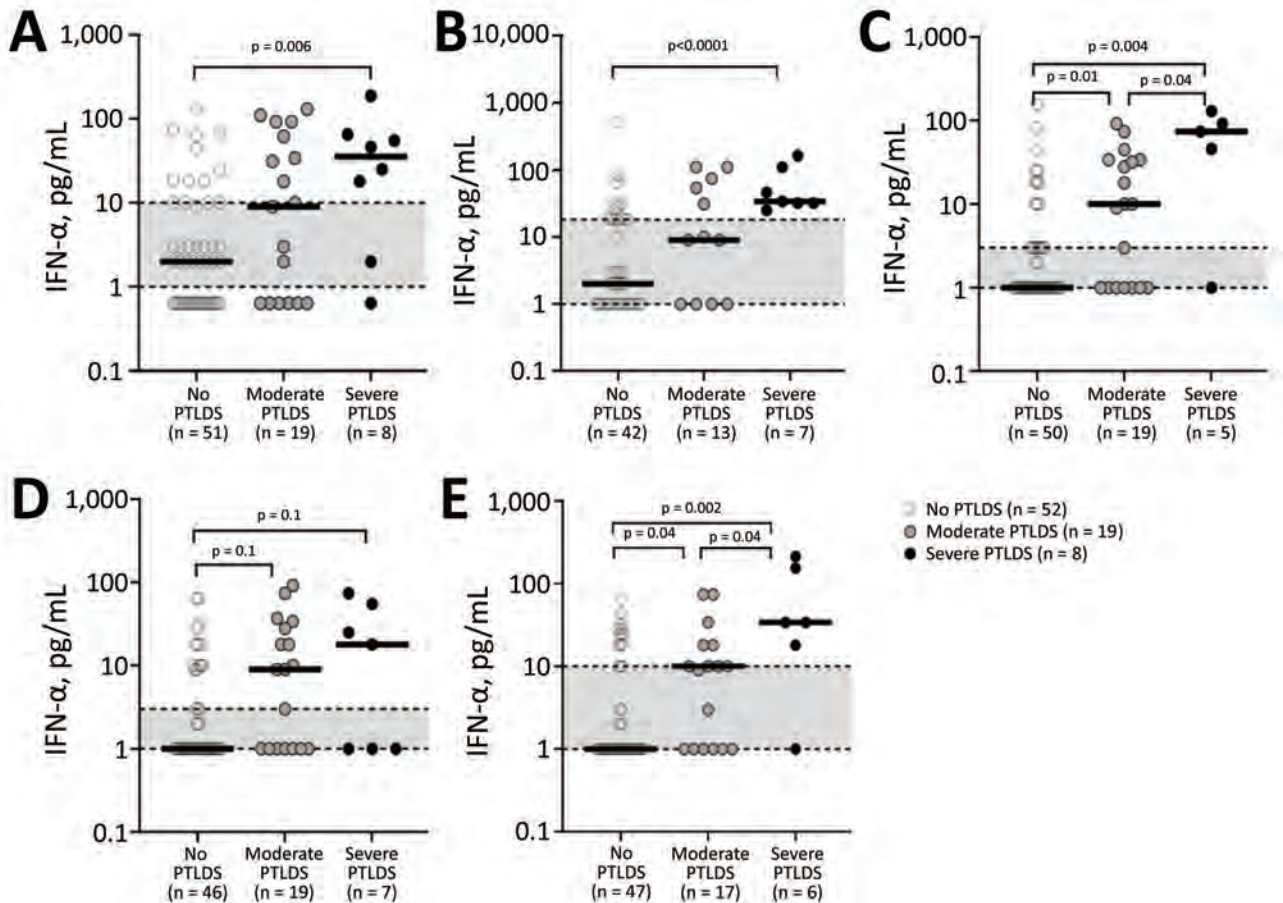 A
1,000
100
10
1
0.1
IFN-α, pg/mL
p = 0.006
No
PTLDS
(n = 51)
Moderate
PTLDS
(n = 19)
Severe
PTLDS
(n = 8)
B
10,000
1,000
100
10
1
0.1
IFN-α, pg/mL
p<0.0001
No
PTLDS
(n = 42)
Moderate
PTLDS
(n = 13)
Severe
PTLDS
(n = 7)
C
1,000
100
10
1
0.1
IFN-α, pg/mL
p = 0.004
p = 0.01
p = 0.04
No
PTLDS
(n = 50)
Moderate
PTLDS
(n = 19)
Severe
PTLDS
(n = 5)
D
1,000
100
10
1
0.1
IFN-α, pg/mL
p = 0.1
p = 0.1
No
PTLDS
(n = 46)
Moderate
PTLDS
(n = 19)
Severe
PTLDS
(n = 7)
E
1,000
100
10
1
0.1
IFN-α, pg/mL
p = 0.002
p = 0.04
p = 0.04
No
PTLDS
(n = 47)
Moderate
PTLDS
(n = 17)
Severe
PTLDS
(n = 6)
No PTLDS (n = 52)
Moderate PTLDS (n = 19)
Severe PTLDS (n = 8)